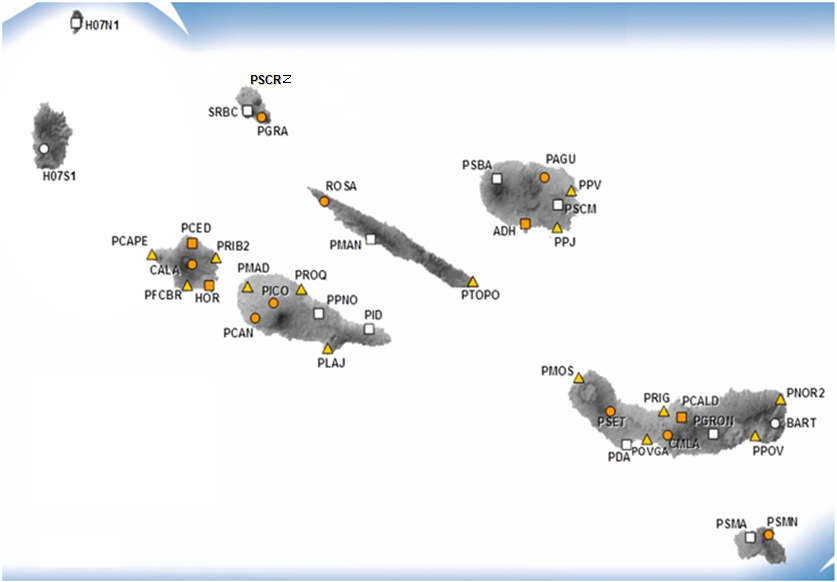 H07N1
PSCRZ
SRBC
PGRA
H07S1
PSBA
PAGU
PPV
PSCM
ADH
PPJ
ROSA
PMAN
PTOPO
PCED
PCAPE
PRIB2
CALA
PFCBR
HOR
PMAD
PROQ
PICO
PPNO
PID
PCAN
PLAJ
PMOS
PRIG
PCALD
PNOR2
PSET
PGRON
BART
CMLA
PDA
POVGA
PPOV
PSMA
PSMN